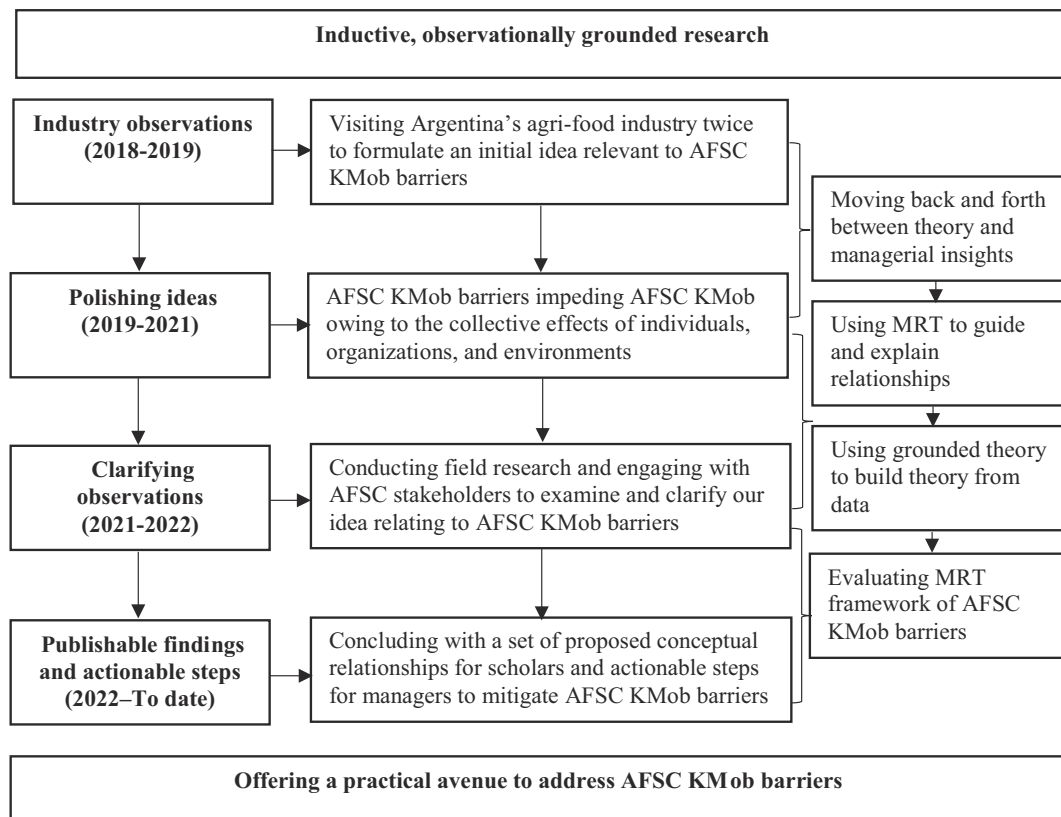 Inductive, observationally grounded research
Industry observations
(2018-2019)
Visiting Argentina’s agri-food industry twice
to formulate an initial idea relevant to AFSC
KMob barriers
Moving back and forth
between theory and
managerial insights
Polishing ideas
(2019-2021)
AFSC KMob barriers impeding AFSC KMob
owing to the collective effects of individuals,
organizations, and environments
Using MRT to guide
and explain
relationships
Clarifying
observations
(2021-2022)
Conducting field research and engaging with
AFSC stakeholders to examine and clarify our
idea relating to AFSC KMob barriers
Using grounded theory
to build theory from
data
Evaluating MRT
framework of AFSC
KMob barriers
Publishable findings
and actionable steps
(2022–To date)
Concluding with a set of proposed conceptual
relationships for scholars and actionable steps
for managers to mitigate AFSC KMob barriers
Offering a practical avenue to address AFSC KMob barriers